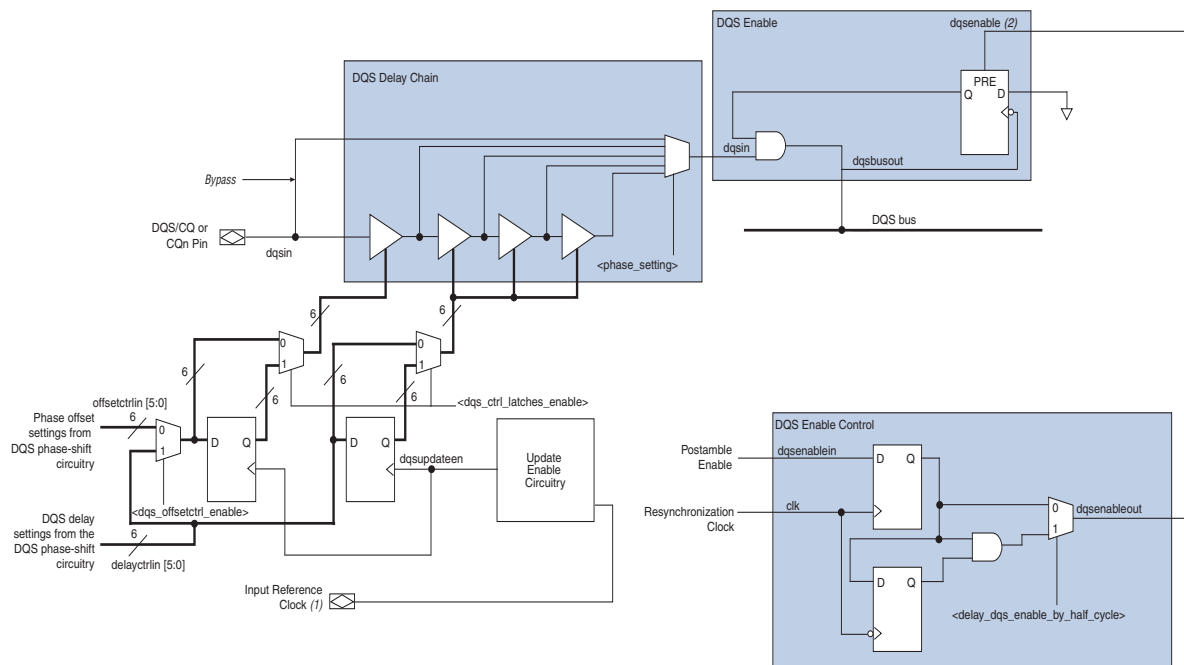 DQS Enable
dqsenable (2)
PRE
Q
D
DQS Delay Chain
dqsin
dqsbusout
Bypass
DQS/CQ or
CQn Pin
dqsin
DQS bus
<phase_setting>
6
6
0
1
0
1
6
6
6
6
offsetctrlin [5:0]
Phase offset
settings from
DQS phase-shift
circuitry
6
0
1
D
Q
D
Q
<dqs_ctrl_latches_enable>
dqsupdateen
Update
Enable
Circuitry
<dqs_offsetctrl_enable>
DQS delay
settings from the
DQS phase-shift
circuitry
6
delayctrlin [5:0]
Input Reference
Clock (1)
DQS Enable Control
Postamble
Enable
dqsenablein
D
Q
Resynchronization
Clock
clk
0
1
dqsenableout
D
Q
<delay_dqs_enable_by_half_cycle>